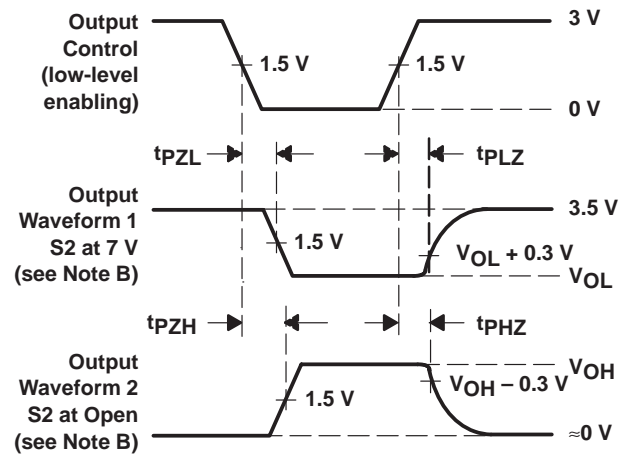 Output
Control
(low-level
enabling)
1.5 V
1.5 V
3 V
0 V
tPZL
tPLZ
Output
Waveform 1
S2 at 7 V
(see Note B)
1.5 V
3.5 V
VOL + 0.3 V
VOL
tPZH
tPHZ
Output
Waveform 2
S2 at Open
(see Note B)
1.5 V
VOH
VOH – 0.3 V
≈0 V